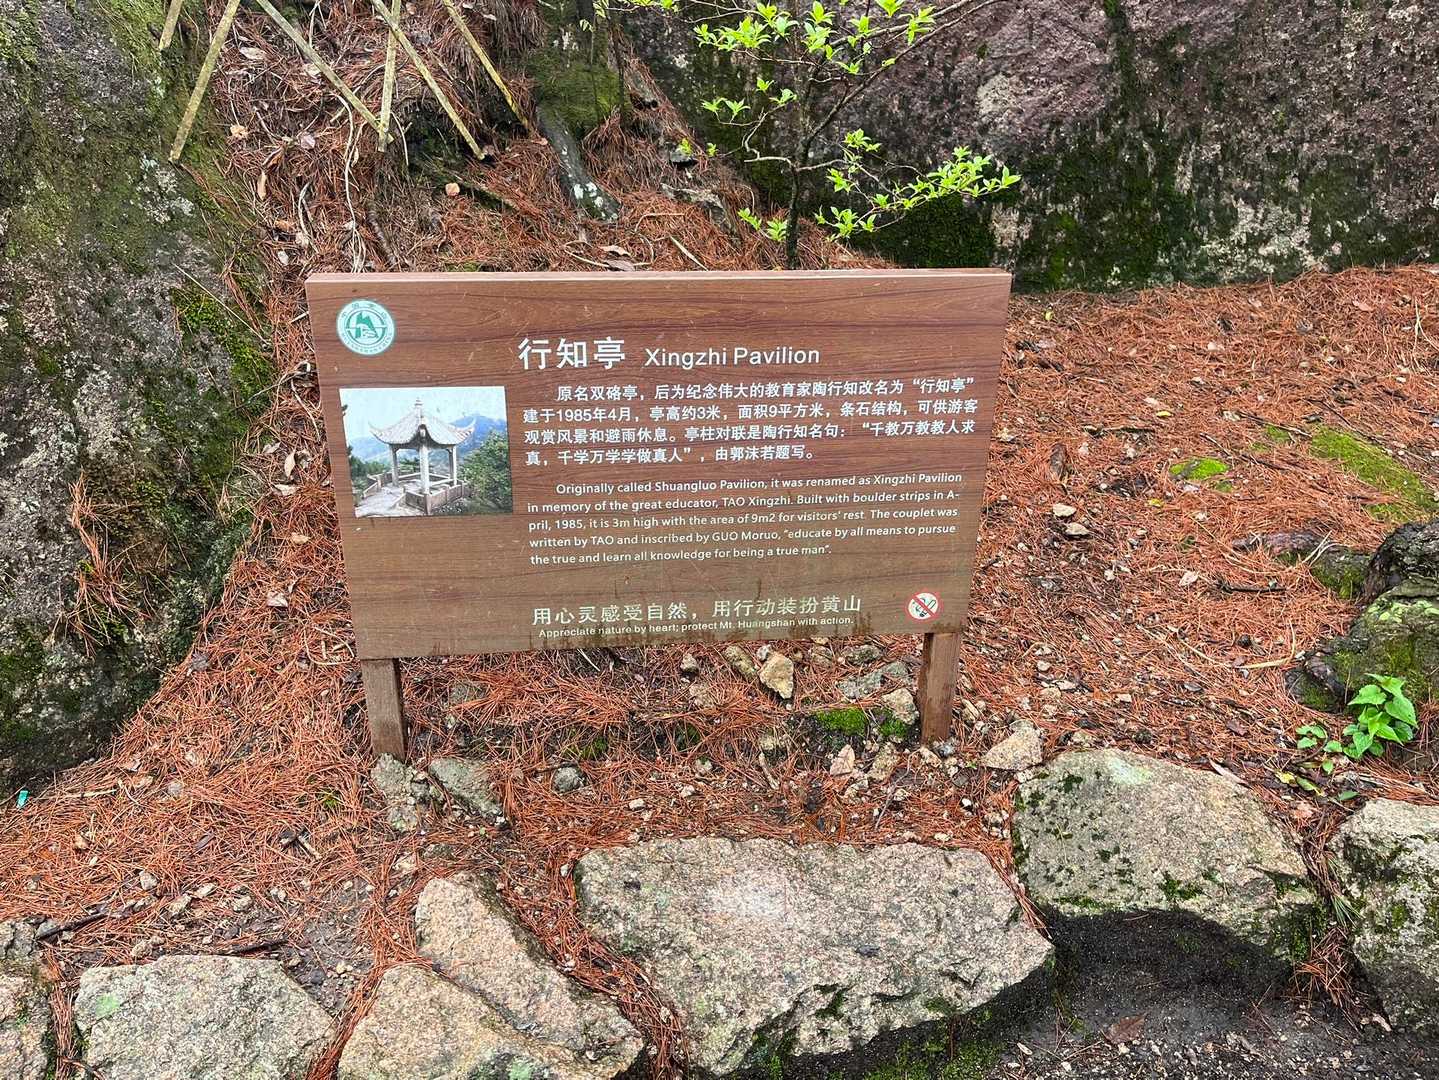 行知亭 Xingzhi Pavilion
原名双硌亭，后为纪念伟大的教育家陶行知改名为“行知亭”
建于1985年4月，亭高约3米，面积9平方米，条石结构，可供游客
观赏风景和避雨休息。亭柱对联是陶行知名句：“千教万教教人求
真，千学万学学做真人”，由郭沫若题写。
Originally called Shuangluo Pavilion, it was renamed as Xingzhi Pavilion
in memory of the great educator, TAO Xingzhi. Built with boulder strips in A-
pril, 1985, it is 3m high with the area of 9m2 for visitors’ rest. The couplet was
written by TAO and inscribed by GUO Moruo, “educate by all means to pursue
the true and learn all knowledge for being a true man”.
用心灵感受自然，用行动装扮黄山
Appreciate nature by heart; protect Mt. Huangshan with action.